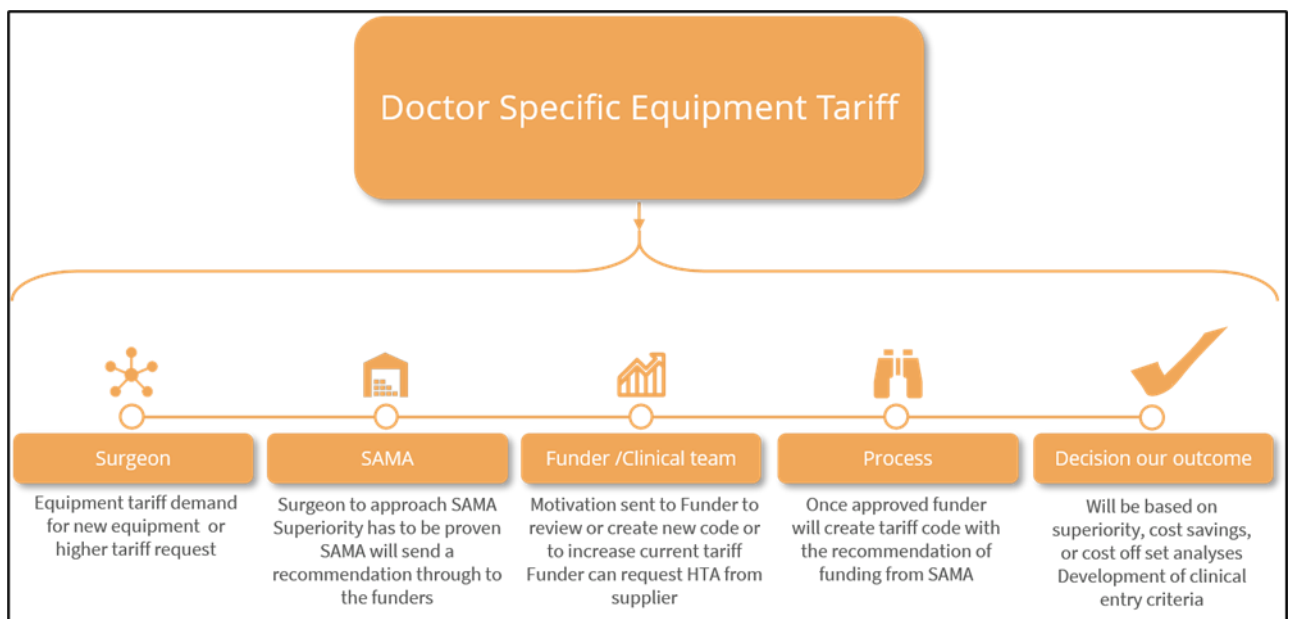 Doctor Specific Equipment Tariff
Surgeon
Equipment tariff demand
for new equipment or
higher tariff request
SAMA
Surgeon to approach SAMA
Superiority has to be proven
SAMA will send a
recommendation through to
the funders
Funder /Clinical team
Motivation sent to Funder to
review or create new code or
to increase current tariff
Funder can request HTA from
supplier
Process
Once approved funder
will create tariff code with
the recommendation of
funding from SAMA
Decision our outcome
Will be based on
superiority, cost savings,
or cost off set analyses
Development of clinical
entry criteria